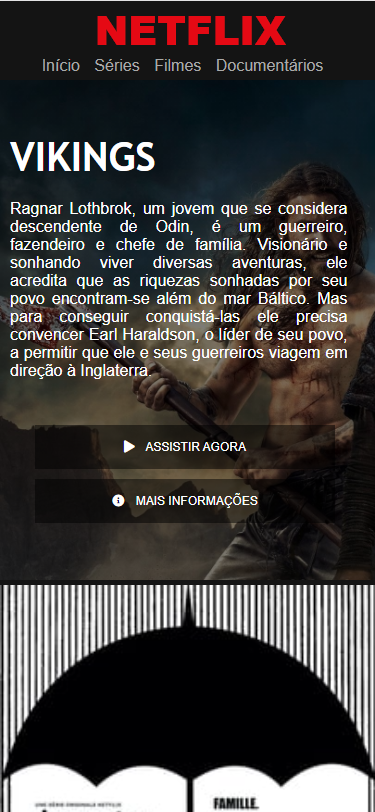 NETFLIX
Início Séries Filmes Documentários
VIKINGS
Ragnar Lothbrok, um jovem que se considera
descendente de Odin, é um guerreiro,
fazendeiro e chefe de família. Visionário e
sonhando viver diversas aventuras, ele
acredita que as riquezas sonhadas por seu
povo encontram-se além do mar Báltico. Mas
para conseguir conquistá-las ele precisa
convencer Earl Haraldson, o líder de seu povo,
a permitir que ele e seus guerreiros viagem em
direção à Inglaterra.
ASSISTIR AGORA
MAIS INFORMAÇÕES
UNE SÉRIE ORIGINALE NETFLIX
FAMILLE.